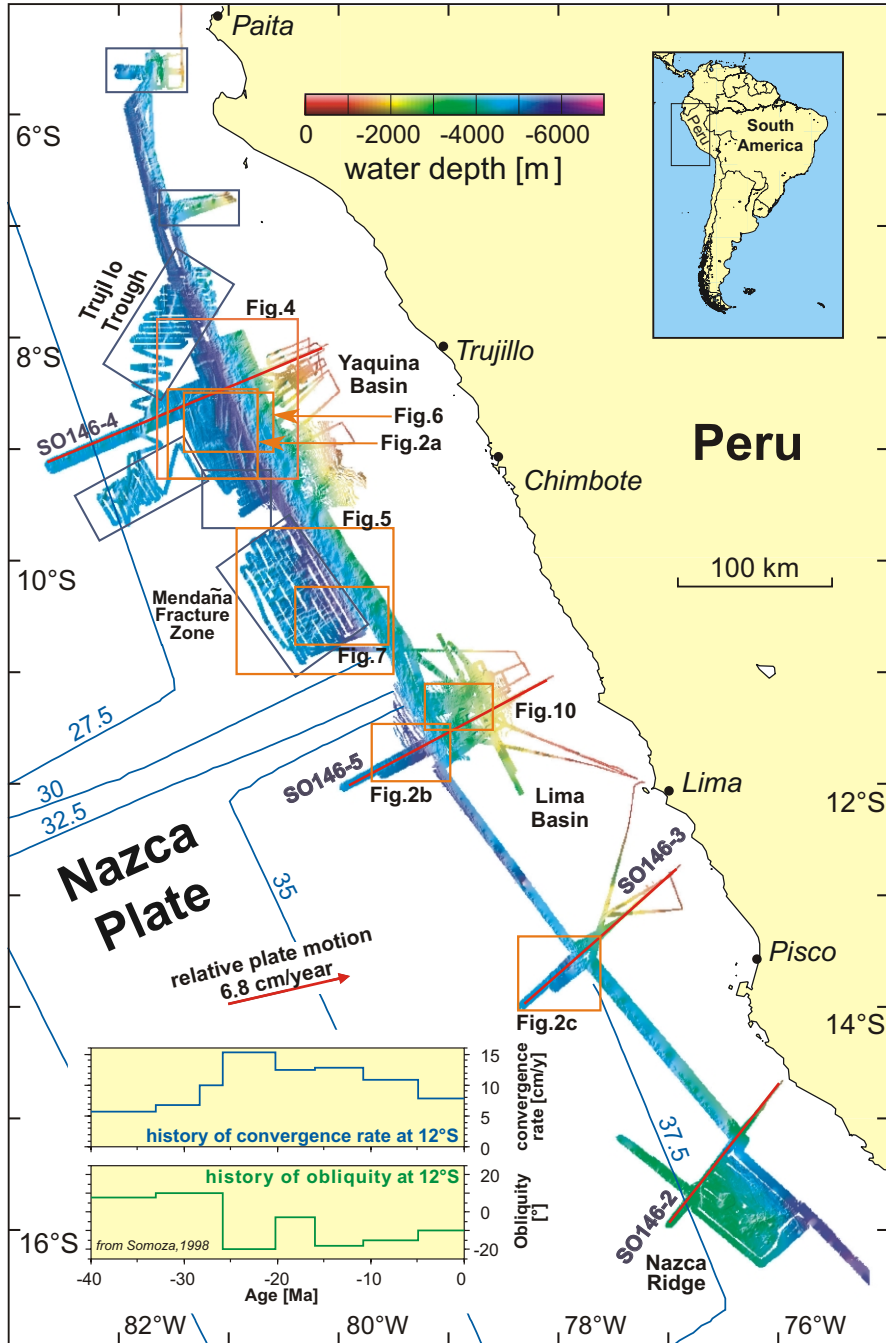 Paita
6°S
0 -2000 -4000 -6000
water depth [m]
Peru
South
America
Trujil lo
Trough
Fig.4
8°S
Trujillo
Yaquina
Basin
SO146-4
Fig.6
Fig.2a
Peru
Chimbote
Fig.5
10°S
100 km
Mendaña
Fracture
Zone
Fig.7
27.5
Fig.10
30
SO146-5
32.5
Fig.2b
Lima
Basin
Lima
12°S
Nazca
Plate
35
SO146-3
relative plate motion
6.8 cm/year
Pisco
Fig.2c
14°S
15
10
5
0
convergence
rate [cm/y]
history of convergence rate at 12°S
37.5
history of obliquity at 12°S
20
0
-20
Obliquity
[°]
from Somoza,1998
SO146-2
Nazca
Ridge
16°S
-40 -30 -20 -10 0
Age [Ma]
82°W 80°W 78°W 76°W